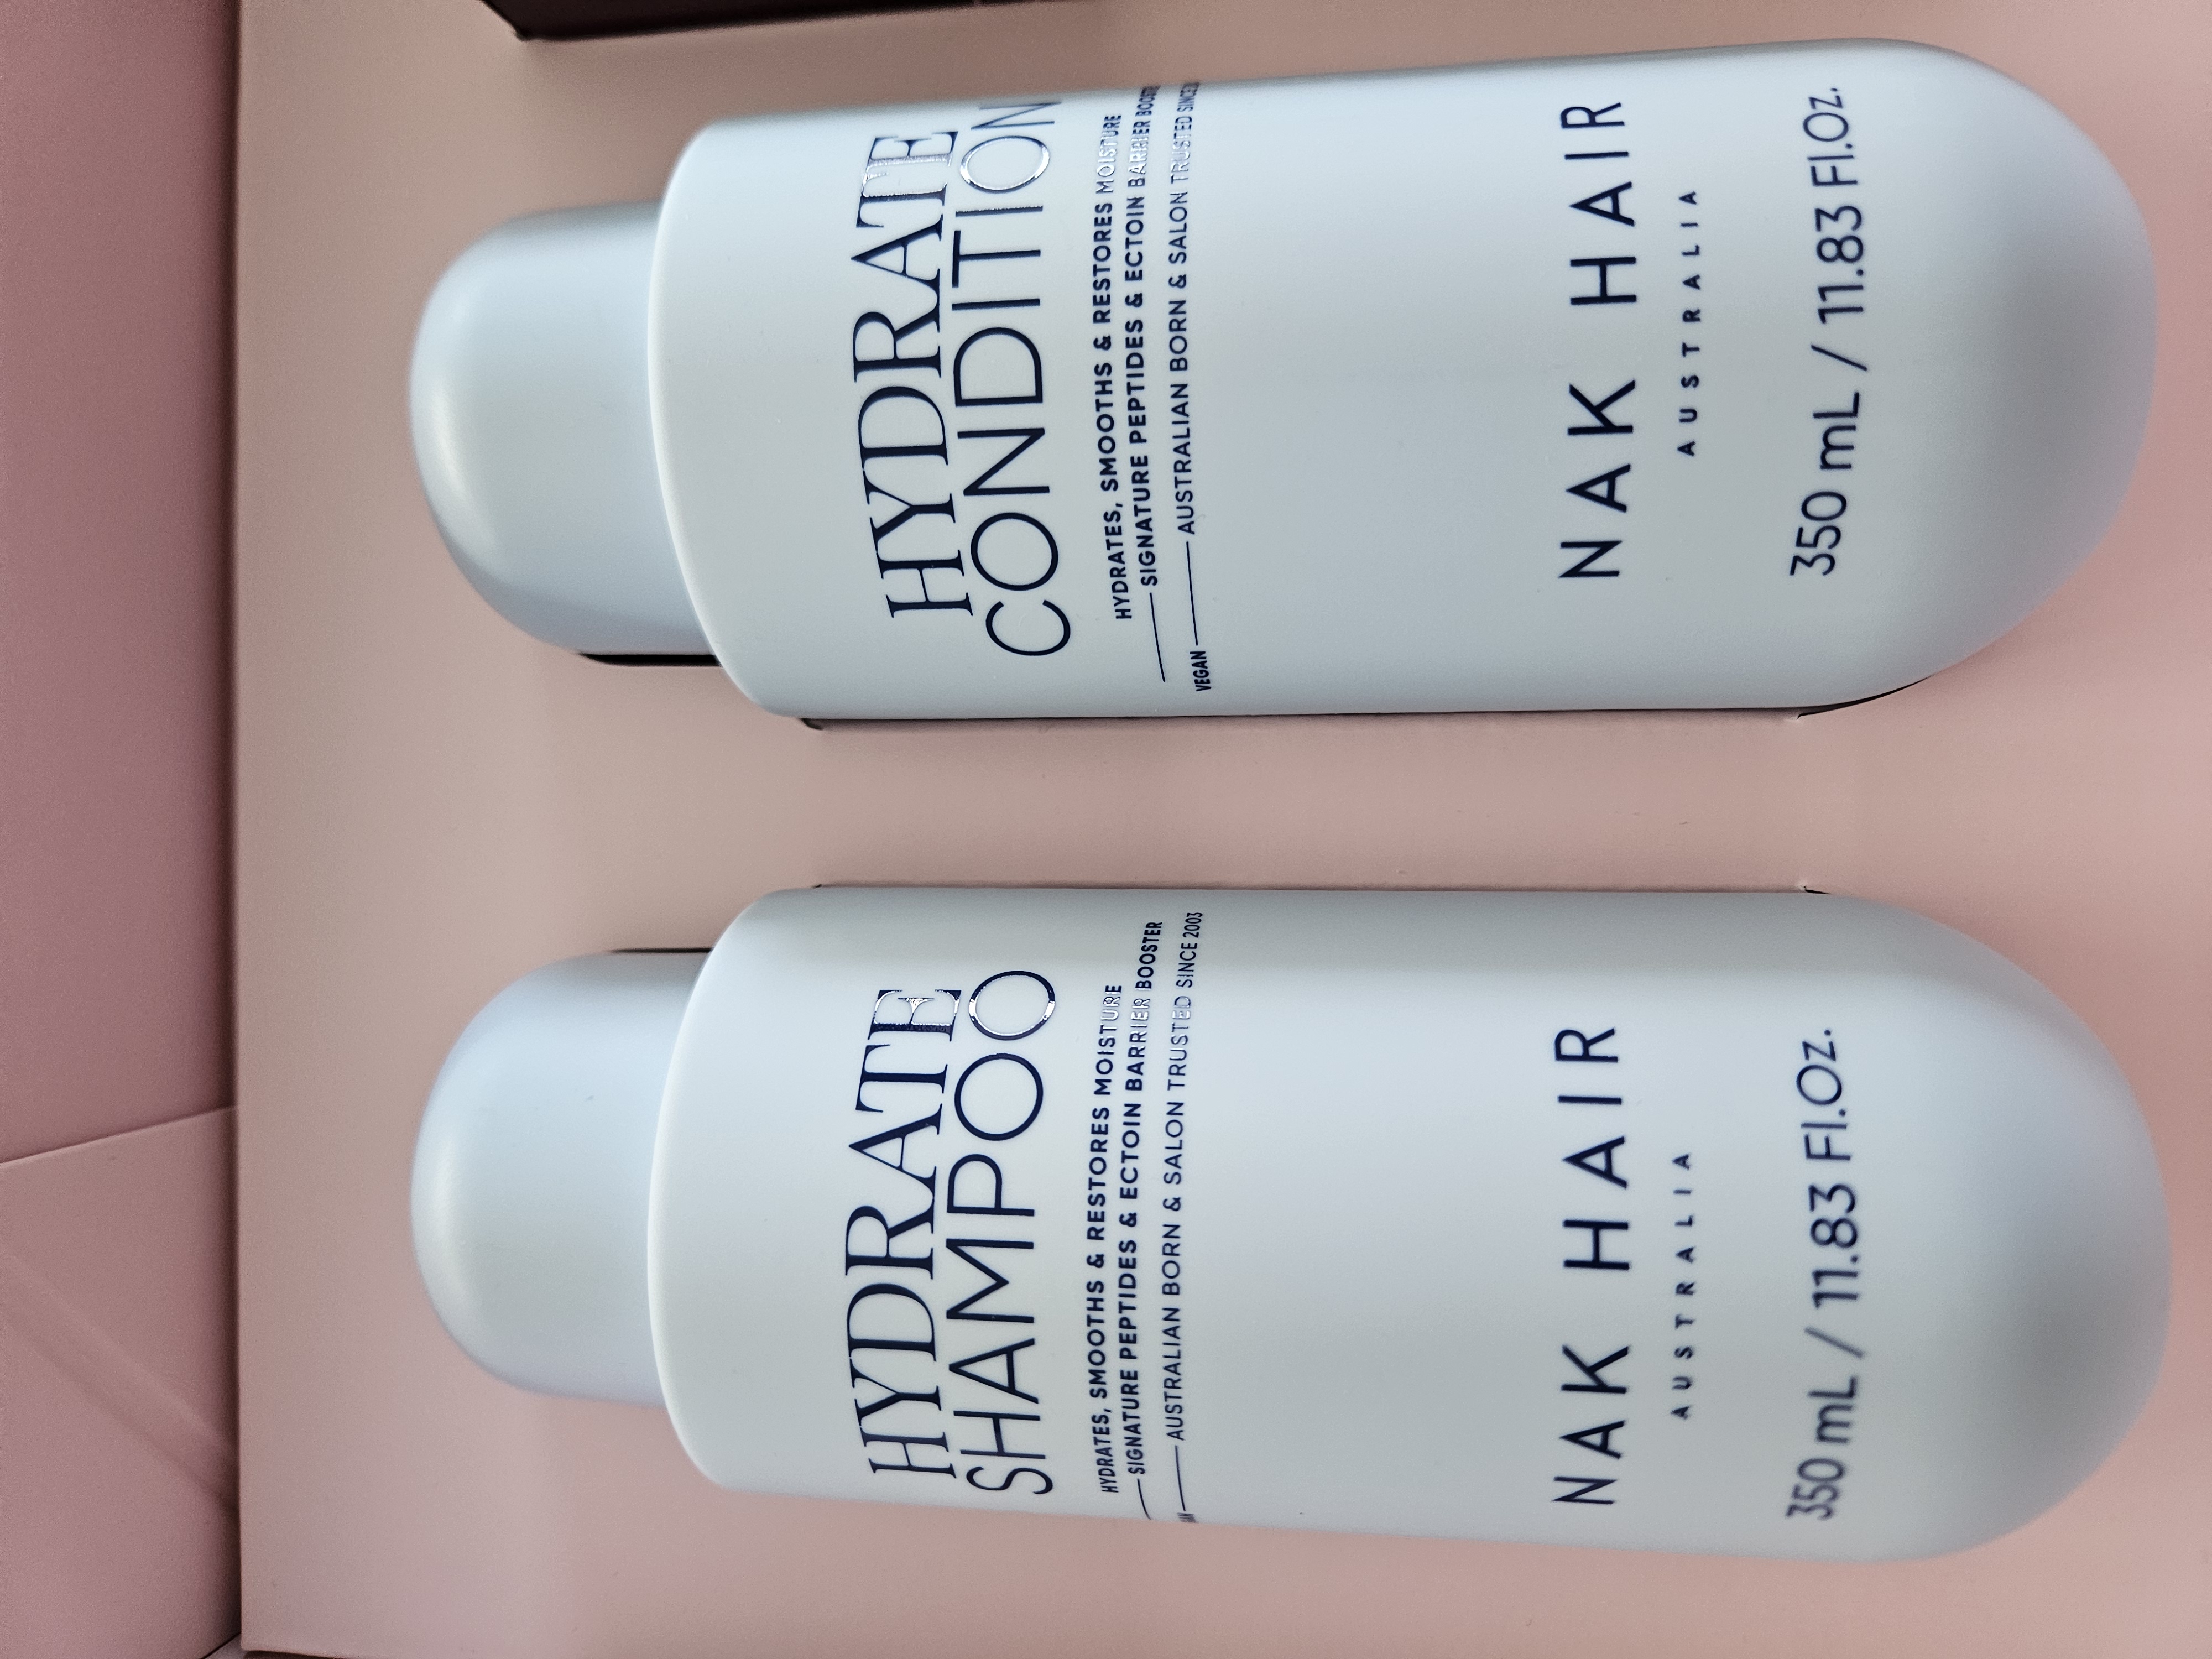 HYDRATE
SHAMPOO
HYDRATES, SMOOTHS & RESTORES MOISTURE
SIGNATURE PEPTIDES & ECTOIN BARRIER BOOSTER
AUSTRALIAN BORN & SALON TRUSTED SINCE 2003
NAK HAIR
AUSTRALIA
350 mL / 11.83 Fl.Oz.
HYDRATE
CONDITION
HYDRATES, SMOOTHS & RESTORES MOISTURE
SIGNATURE PEPTIDES & ECTOIN BARRIER BOOSTE
VEGAN AUSTRALIAN BORN & SALON TRUSTED SINCE
NAK HAIR
AUSTRALIA
350 mL / 11.83 Fl.Oz.